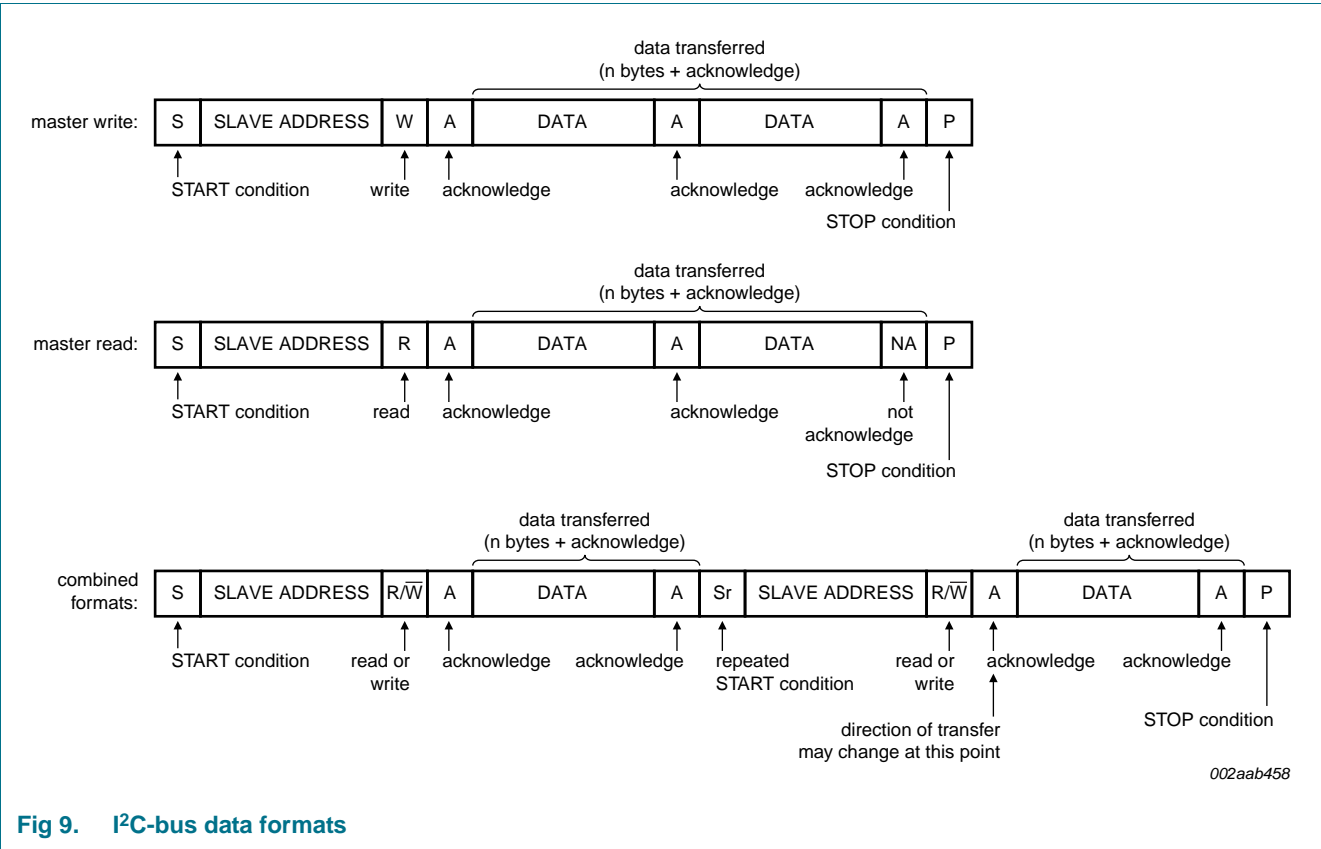 data transferred
(n bytes + acknowledge)
master write: S SLAVE ADDRESS W A DATA A DATA A P
START condition write acknowledge acknowledge acknowledge
STOP condition
data transferred
(n bytes + acknowledge)
master read: S SLAVE ADDRESS R A DATA A DATA NA P
START condition read acknowledge acknowledge not
acknowledge
STOP condition
data transferred data transferred
(n bytes + acknowledge) (n bytes + acknowledge)
combined
formats: S SLAVE ADDRESS R/W̅ A DATA A Sr SLAVE ADDRESS R/W̅ A DATA A P
START condition read or acknowledge acknowledge repeated read or acknowledge acknowledge
write START condition write
direction of transfer STOP condition
may change at this point
002aab458
Fig 9. I²C-bus data formats